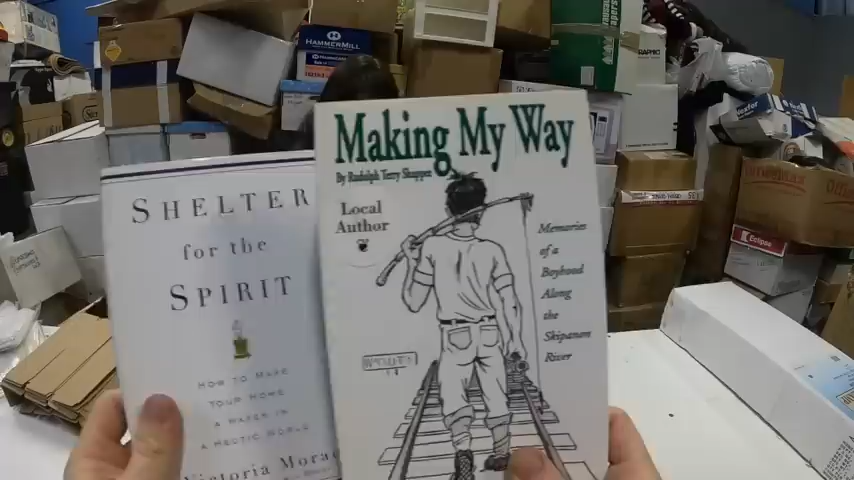 HAMMERMILL
Making My Way
By Rudolph Terry Shappee
Local
Author
Memories
of a
Boyhood
Along
the
Skipanon
River
SHELTER
for the
SPIRIT
HOW TO MAKE
YOUR HOME
A HAVEN IN
A HECTIC WORLD
Victoria Mora
Eclipse